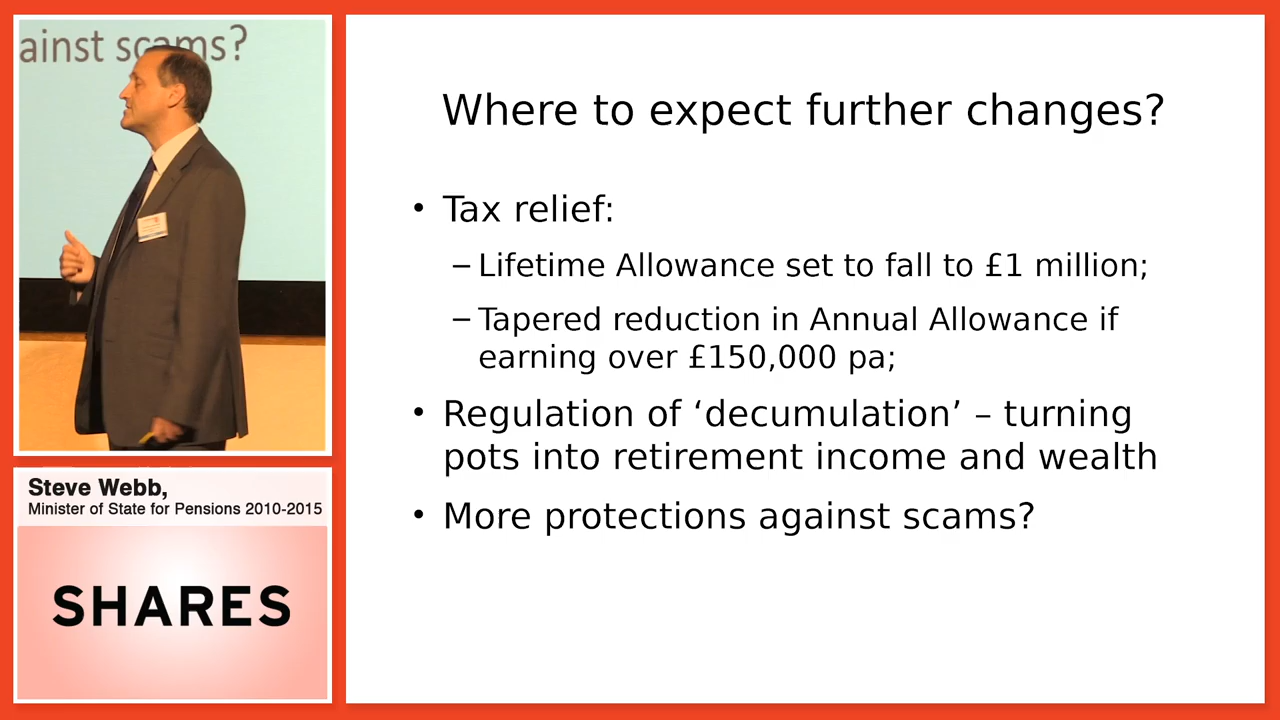 ainst scams?
Steve Webb,
Minister of State for Pensions 2010-2015
SHARES
Where to expect further changes?
• Tax relief:
– Lifetime Allowance set to fall to £1 million;
– Tapered reduction in Annual Allowance if
earning over £150,000 pa;
• Regulation of ‘decumulation’ – turning
pots into retirement income and wealth
• More protections against scams?